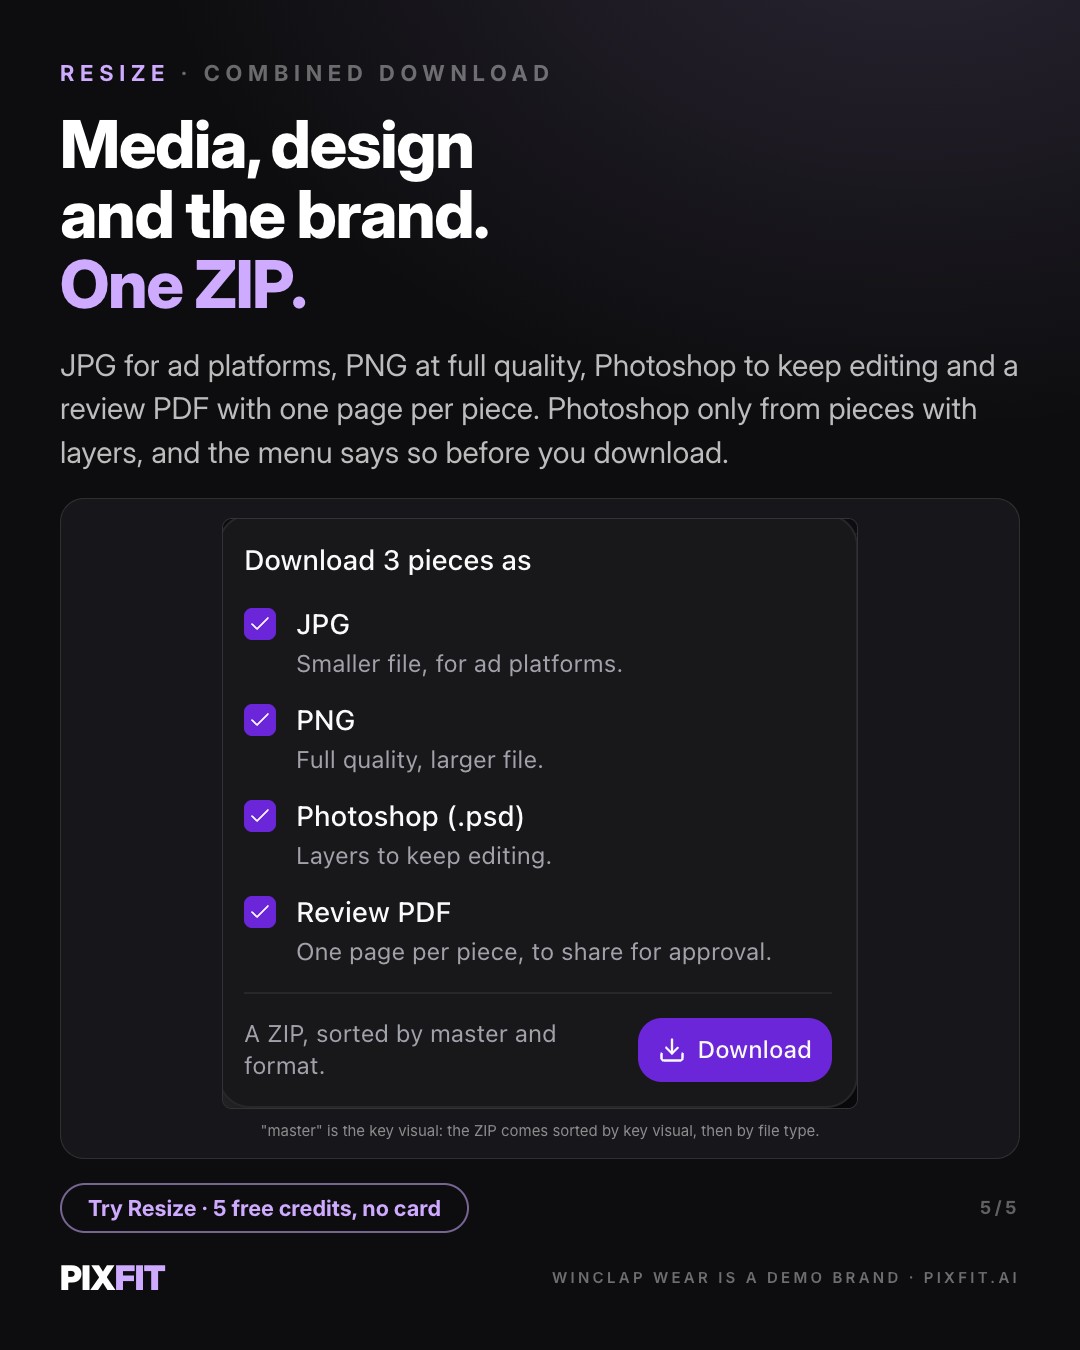 RESIZE · COMBINED DOWNLOAD
Media, design
and the brand.
One ZIP.
JPG for ad platforms, PNG at full quality, Photoshop to keep editing and a
review PDF with one page per piece. Photoshop only from pieces with
layers, and the menu says so before you download.
Download 3 pieces as
JPG
Smaller file, for ad platforms.
PNG
Full quality, larger file.
Photoshop (.psd)
Layers to keep editing.
Review PDF
One page per piece, to share for approval.
A ZIP, sorted by master and
format.
Download
"master" is the key visual: the ZIP comes sorted by key visual, then by file type.
Try Resize · 5 free credits, no card
5/5
PIXFIT
WINCLAP WEAR IS A DEMO BRAND · PIXFIT.AI